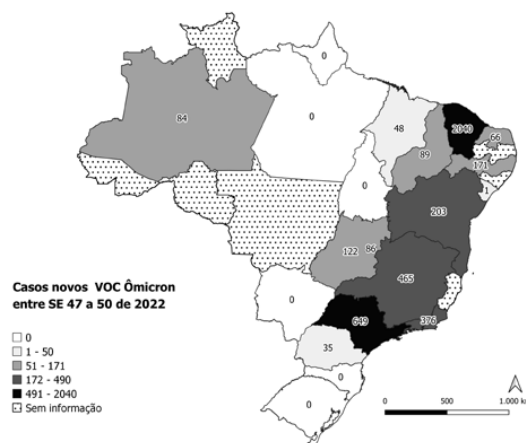 0
84
0
48
2040
66
89
171
0
1
203
122
86
465
0
649
376
35
0
0
Casos novos VOC Ômicron
entre SE 47 a 50 de 2022
0
1 - 50
51 - 171
172 - 490
491 - 2040
Sem informação
0
500
1.000 k